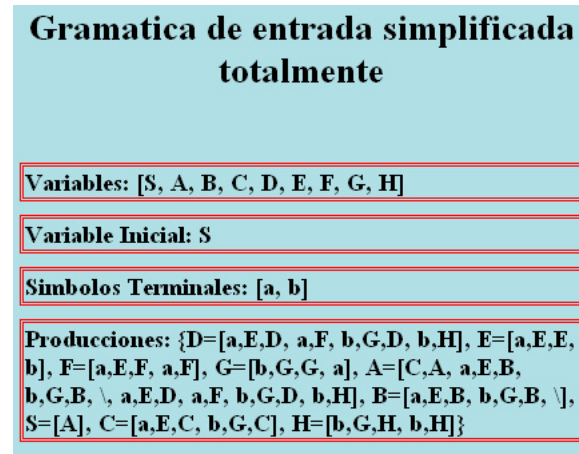 Gramatica de entrada simplificada
totalmente
Variables: [S, A, B, C, D, E, F, G, H]
Variable Inicial: S
Simbolos Terminales: [a, b]
Producciones: {D=[a,E,D, a,F, b,G,D, b,H], E=[a,E,E,
b], F=[a,E,F, a,F], G=[b,G,G, a], A=[C,A, a,E,B,
b,G,B, \, a,E,D, a,F, b,G,D, b,H], B=[a,E,B, b,G,B, \],
S=[A], C=[a,E,C, b,G,C], H=[b,G,H, b,H]}